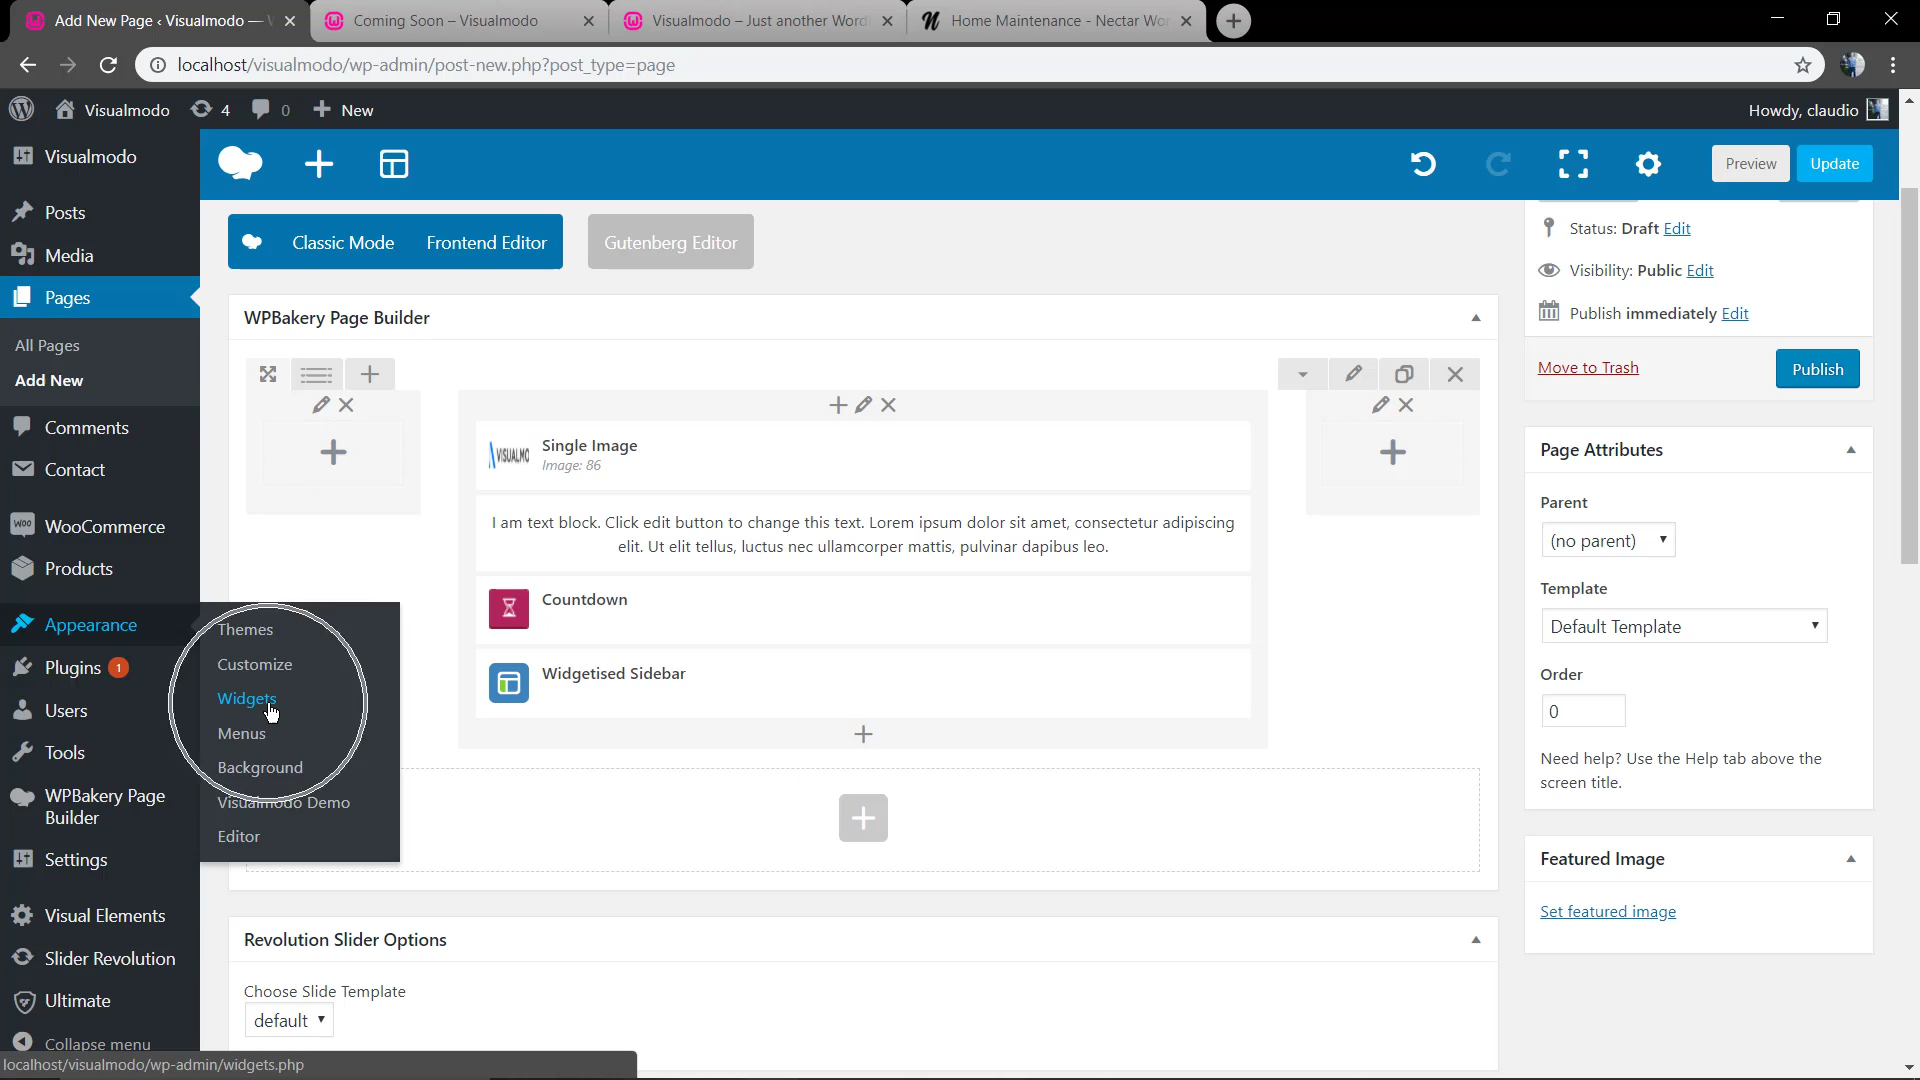 Add New Page ‹ Visualmodo —
Coming Soon – Visualmodo
Visualmodo – Just another Word
Home Maintenance - Nectar Wor
localhost/visualmodo/wp-admin/post-new.php?post_type=page
Visualmodo
4
0
New
Howdy, claudio
Visualmodo
Posts
Media
Pages
All Pages
Add New
Comments
Contact
WOO
WooCommerce
Products
Appearance
Plugins 1
Users
Tools
WPBakery Page
Builder
Settings
Visual Elements
Slider Revolution
Ultimate
Collapse menu
Themes
Customize
Widgets
Menus
Background
Visualmodo Demo
Editor
Preview
Update
Classic Mode
Frontend Editor
Gutenberg Editor
WPBakery Page Builder
VISUALMO
Single Image
Image: 86
I am text block. Click edit button to change this text. Lorem ipsum dolor sit amet, consectetur adipiscing
elit. Ut elit tellus, luctus nec ullamcorper mattis, pulvinar dapibus leo.
Countdown
Widgetised Sidebar
Revolution Slider Options
Choose Slide Template
default
Status: Draft Edit
Visibility: Public Edit
Publish immediately Edit
Move to Trash
Publish
Page Attributes
Parent
(no parent)
Template
Default Template
Order
0
Need help? Use the Help tab above the
screen title.
Featured Image
Set featured image
localhost/visualmodo/wp-admin/widgets.php